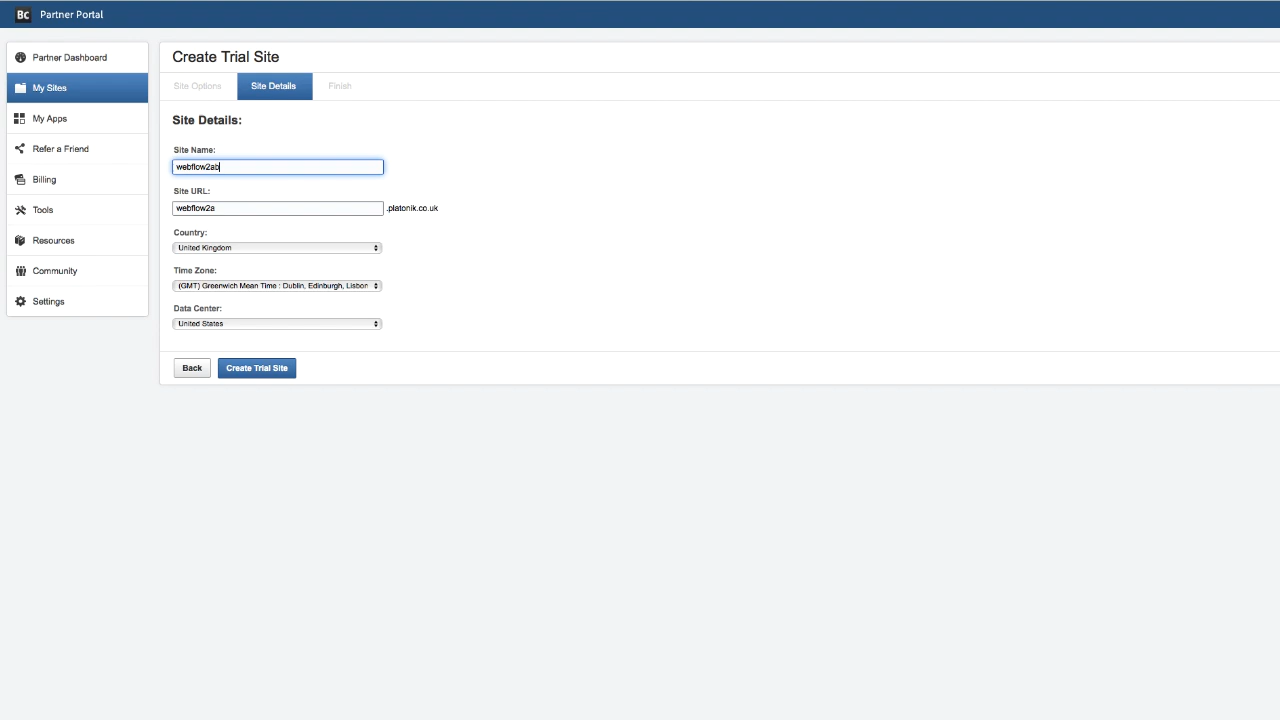 Bc Partner Portal
Partner Dashboard
My Sites
My Apps
Refer a Friend
Billing
Tools
Resources
Community
Settings
Create Trial Site
Site Options Site Details Finish
Site Details:
Site Name:
webflow2ab
Site URL:
webflow2a .platonik.co.uk
Country:
United Kingdom
Time Zone:
(GMT) Greenwich Mean Time : Dublin, Edinburgh, Lisbon
Data Center:
United States
Back Create Trial Site